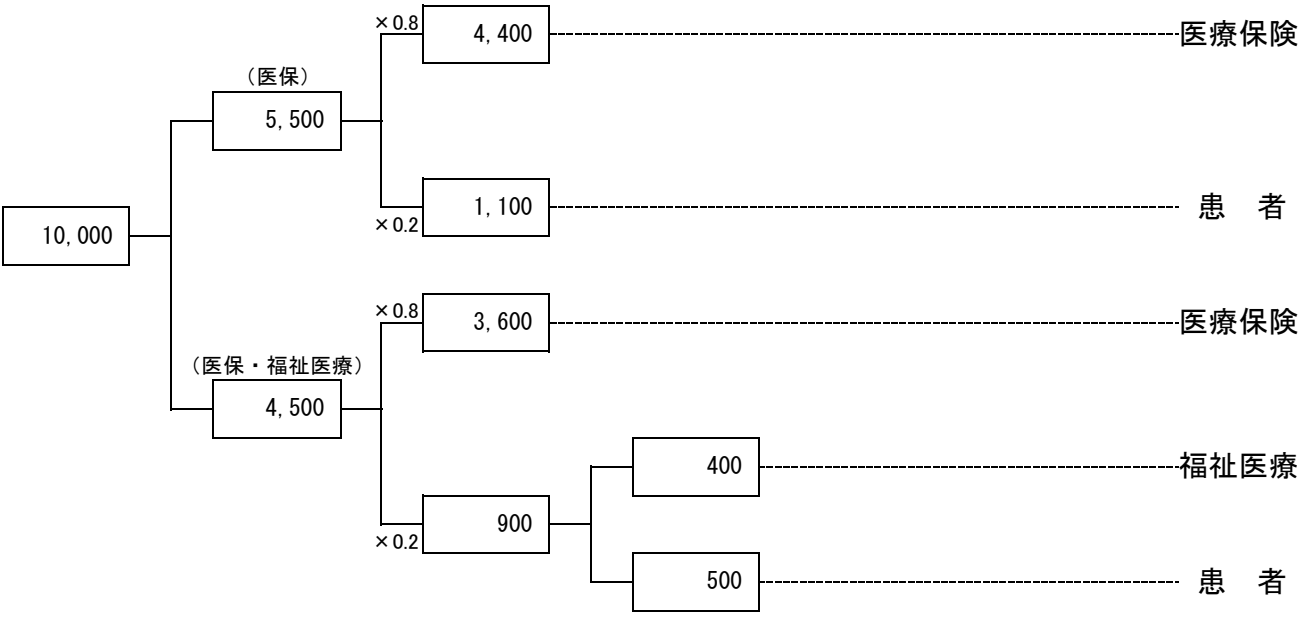 ×0.8
4,400
医療保険
(医保)
5,500
1,100
患　者
×0.2
10,000
×0.8
3,600
医療保険
(医保・福祉医療)
4,500
400
福祉医療
900
×0.2
500
患　者